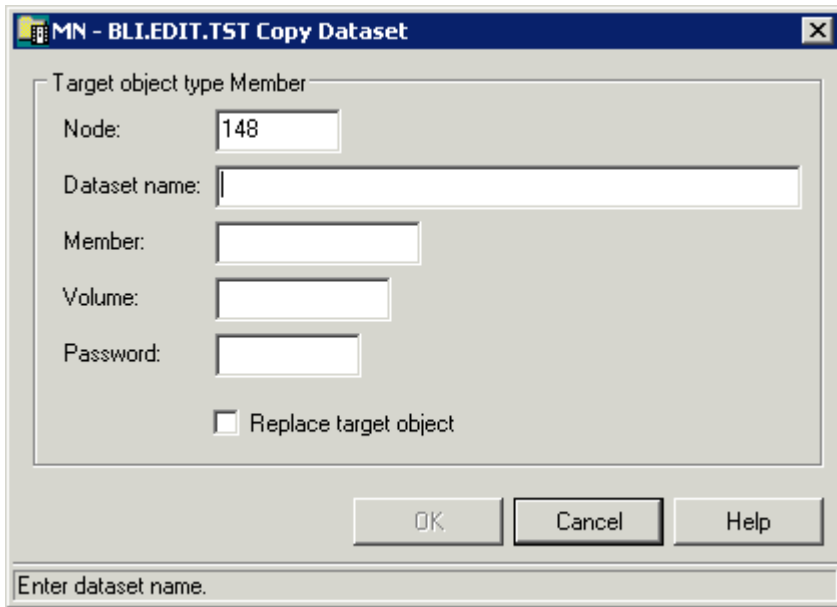 MN - BLI.EDIT.TST Copy Dataset
Target object type Member
Node: 148
Dataset name:
Member:
Volume:
Password:
Replace target object
OK Cancel Help
Enter dataset name.